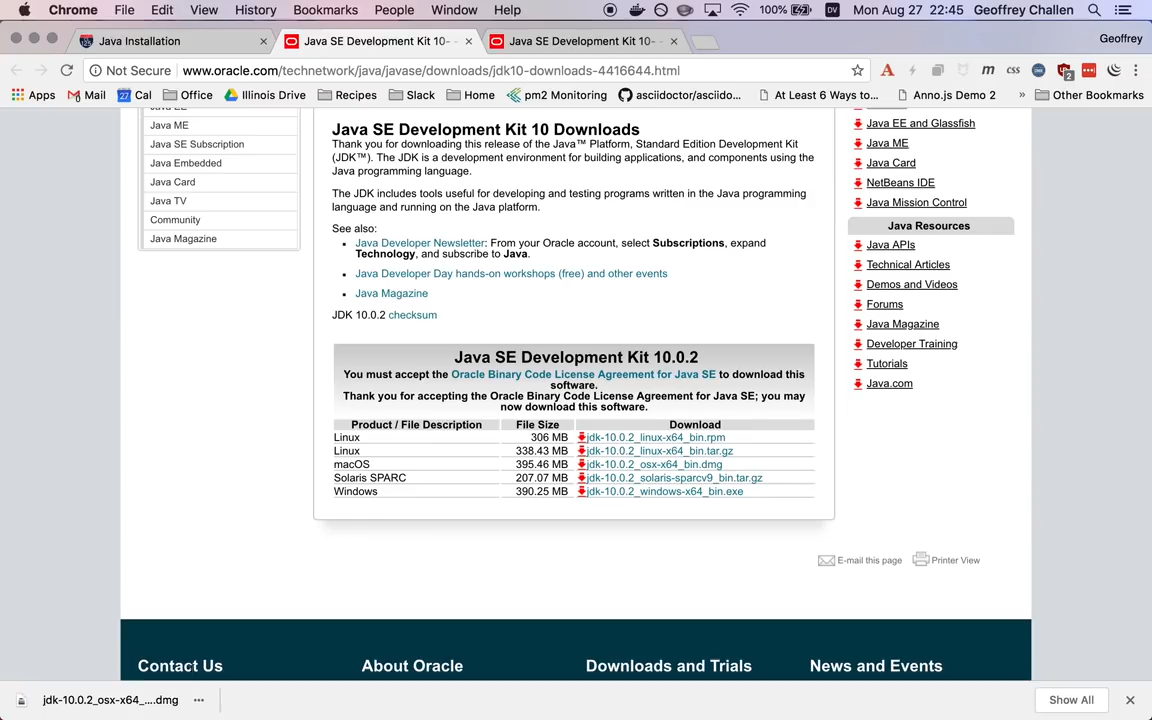 Chrome File Edit View History Bookmarks People Window Help 100% DV Mon Aug 27 22:45 Geoffrey Challen
Java Installation
Java SE Development Kit 10-
Java SE Development Kit 10-
Geoffrey
Not Secure www.oracle.com/technetwork/java/javase/downloads/jdk10-downloads-4416644.html
Apps Mail Cal Office Illinois Drive Recipes Slack Home pm2 Monitoring asciidoctor/asciido... At Least 6 Ways to... Anno.js Demo 2 » Other Bookmarks
Java ME
Java SE Subscription
Java Embedded
Java Card
Java TV
Community
Java Magazine
Java SE Development Kit 10 Downloads
Thank you for downloading this release of the Java™ Platform, Standard Edition Development Kit
(JDK™). The JDK is a development environment for building applications, and components using the
Java programming language.
The JDK includes tools useful for developing and testing programs written in the Java programming
language and running on the Java platform.
See also:
Java Developer Newsletter: From your Oracle account, select Subscriptions, expand
Technology, and subscribe to Java.
Java Developer Day hands-on workshops (free) and other events
Java Magazine
JDK 10.0.2 checksum
Java SE Development Kit 10.0.2
You must accept the Oracle Binary Code License Agreement for Java SE to download this
software.
Thank you for accepting the Oracle Binary Code License Agreement for Java SE; you may
now download this software.
Product / File Description File Size Download
Linux 306 MB jdk-10.0.2_linux-x64_bin.rpm
Linux 338.43 MB jdk-10.0.2_linux-x64_bin.tar.gz
macOS 395.46 MB jdk-10.0.2_osx-x64_bin.dmg
Solaris SPARC 207.07 MB jdk-10.0.2_solaris-sparcv9_bin.tar.gz
Windows 390.25 MB jdk-10.0.2_windows-x64_bin.exe
Java EE and Glassfish
Java ME
Java Card
NetBeans IDE
Java Mission Control
Java Resources
Java APIs
Technical Articles
Demos and Videos
Forums
Java Magazine
Developer Training
Tutorials
Java.com
E-mail this page Printer View
Contact Us About Oracle Downloads and Trials News and Events
jdk-10.0.2_osx-x64_....dmg
Show All